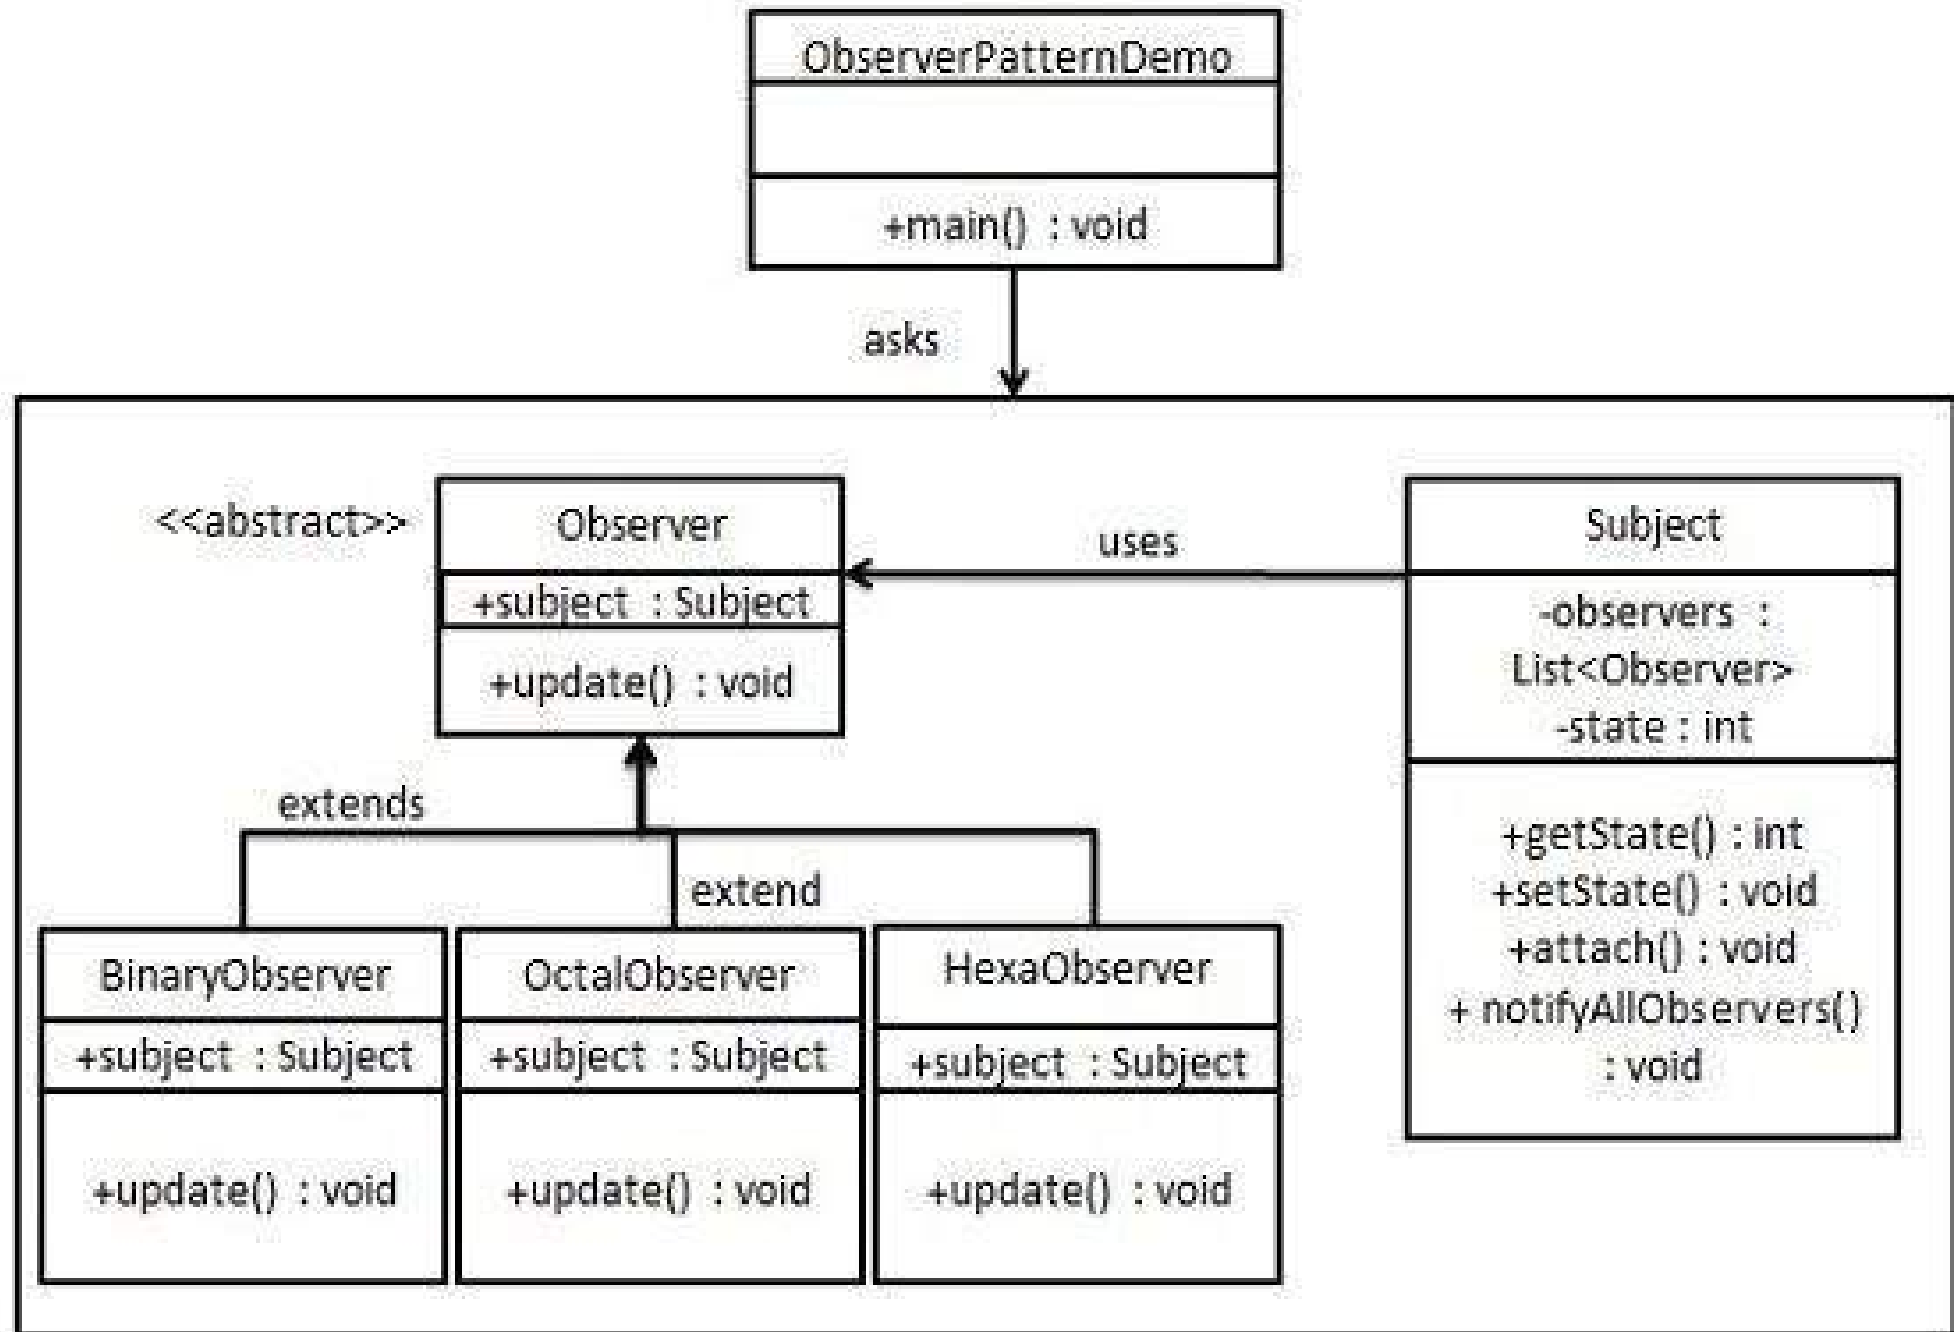 ObserverPatternDemo
+main() : void
asks
<<abstract>>
Observer
+subject : Subject
+update() : void
uses
Subject
-observers :
List<Observer>
-state : int
+getState() : int
+setState() : void
+attach() : void
+ notifyAllObservers()
: void
extends
extend
BinaryObserver
+subject : Subject
+update() : void
OctalObserver
+subject : Subject
+update() : void
HexaObserver
+subject : Subject
+update() : void